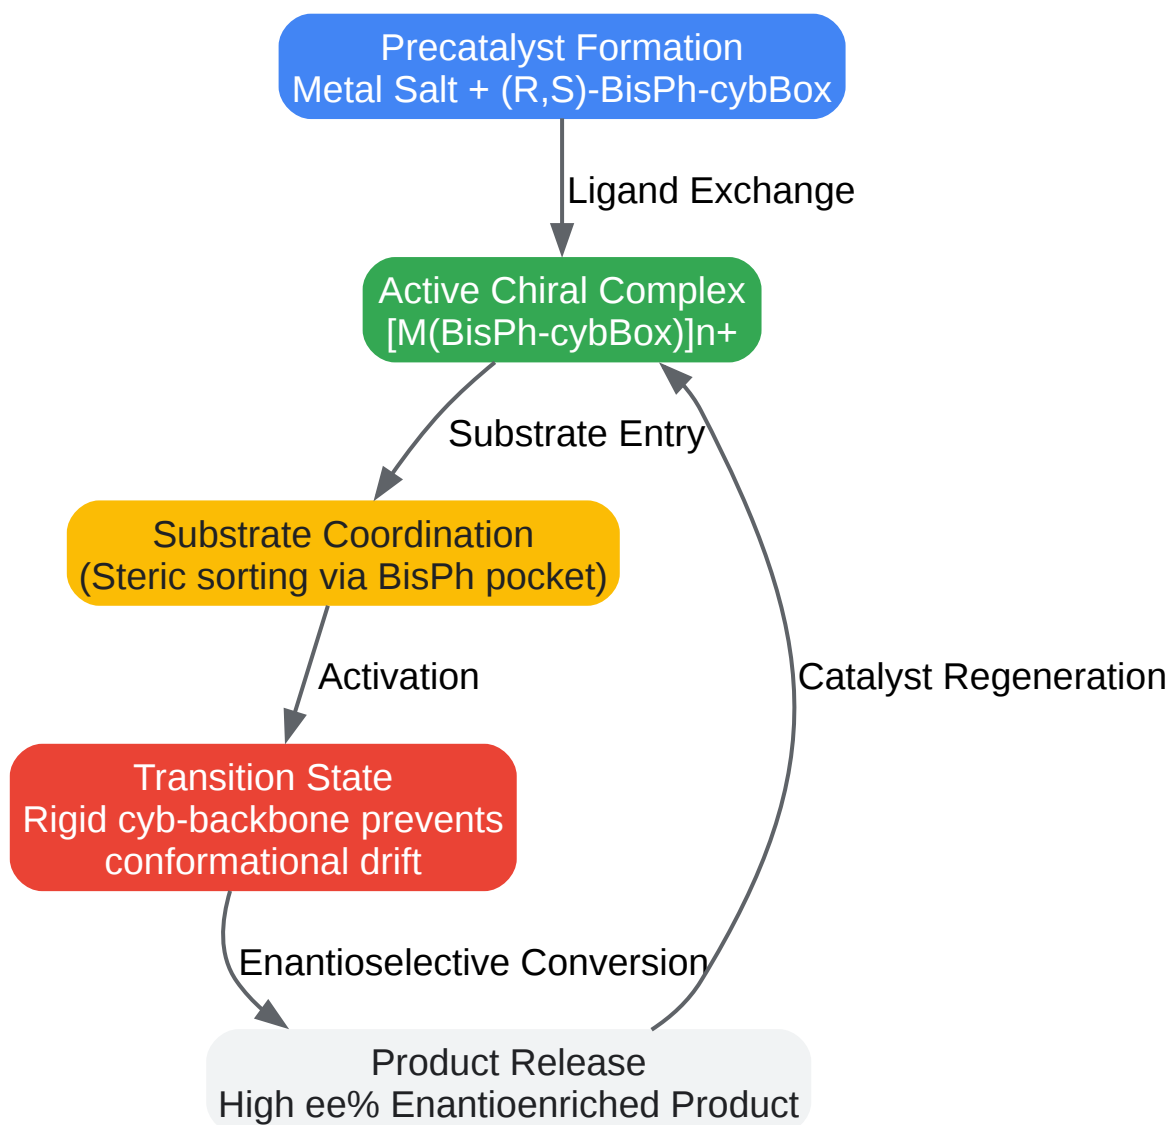 Precatalyst Formation
Metal Salt + (R,S)-BisPh-cybBox
Ligand Exchange
Active Chiral Complex
[M(BisPh-cybBox)]n+
Substrate Entry
Substrate Coordination
(Steric sorting via BisPh pocket)
Activation
Catalyst Regeneration
Transition State
Rigid cyb-backbone prevents
conformational drift
Enantioselective Conversion
Product Release
High ee% Enantioenriched Product